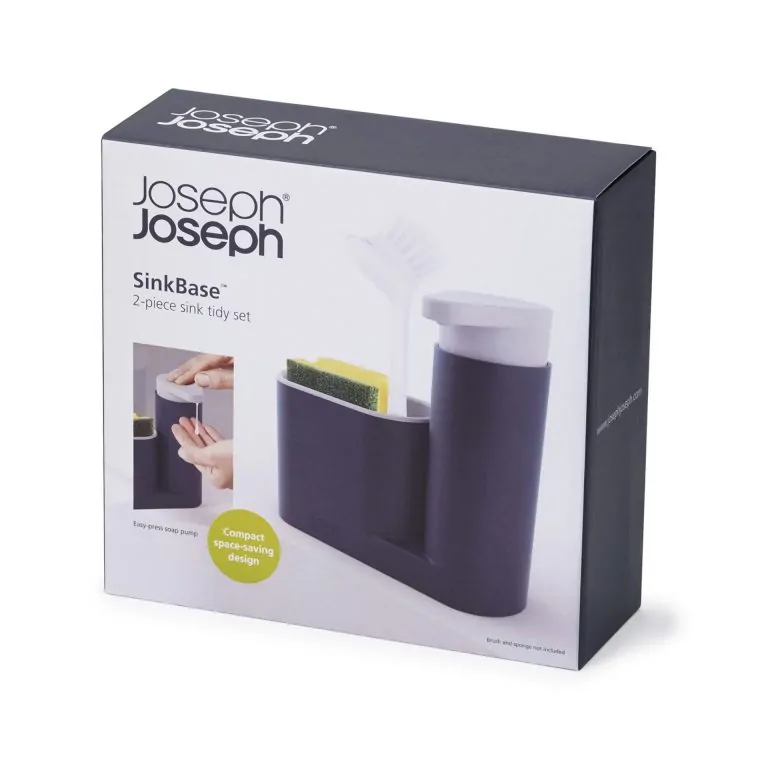 Joseph®
Joseph
Joseph®
Joseph
SinkBase™
2-piece sink tidy set
Easy-press soap pump
Compact
space-saving
design
www.josephjoseph.com
Brush and sponge not included